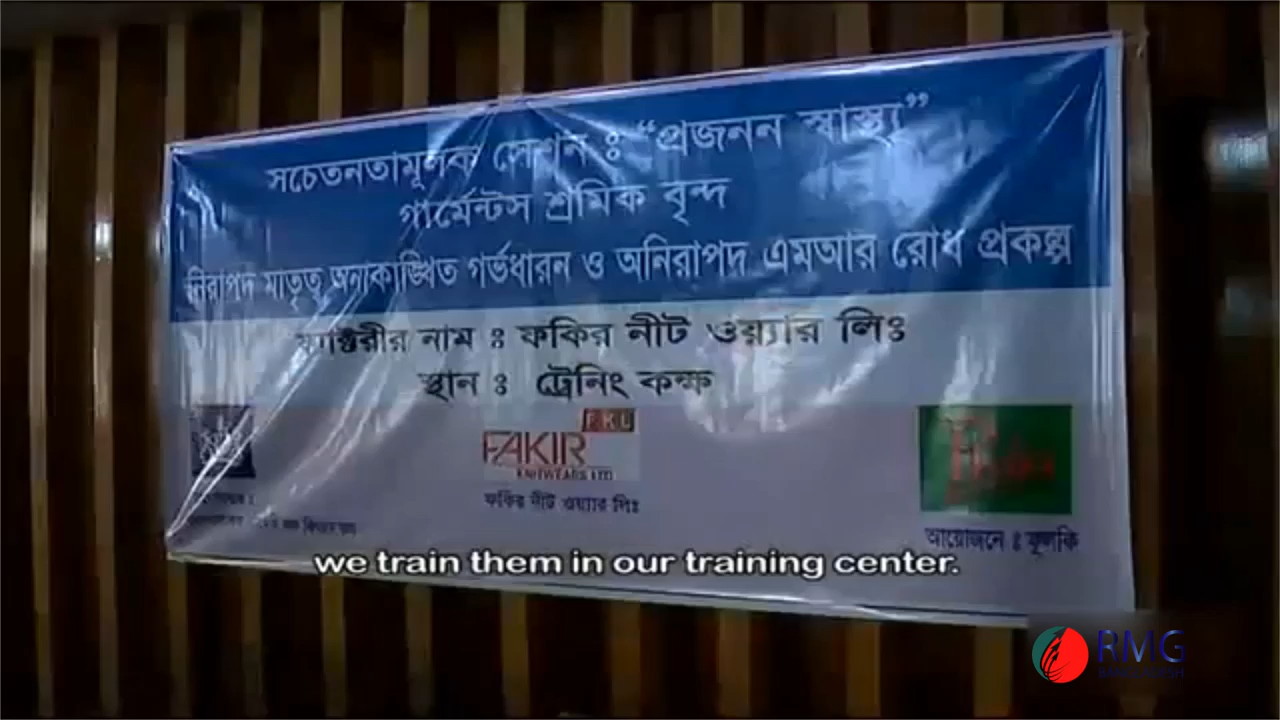 সচেতনতামূলক সেশন ঃ “প্রজনন স্বাস্থ্য”
গার্মেন্টস শ্রমিক বৃন্দ
নিরাপদ মাতৃত্ব অনাকাঙ্খিত গর্ভধারন ও অনিরাপদ এমআর রোধ প্রকল্প
ফ্যাক্টরীর নাম ঃ ফকির নীট ওয়্যার লিঃ
স্থান ঃ ট্রেনিং কক্ষ
FKL
FAKIR
KNITWEARS LTD
ফকির নীট ওয়্যার লিঃ
আয়োজনে ঃ ফুলকি
we train them in our training center.
RMG
BANGLADESH